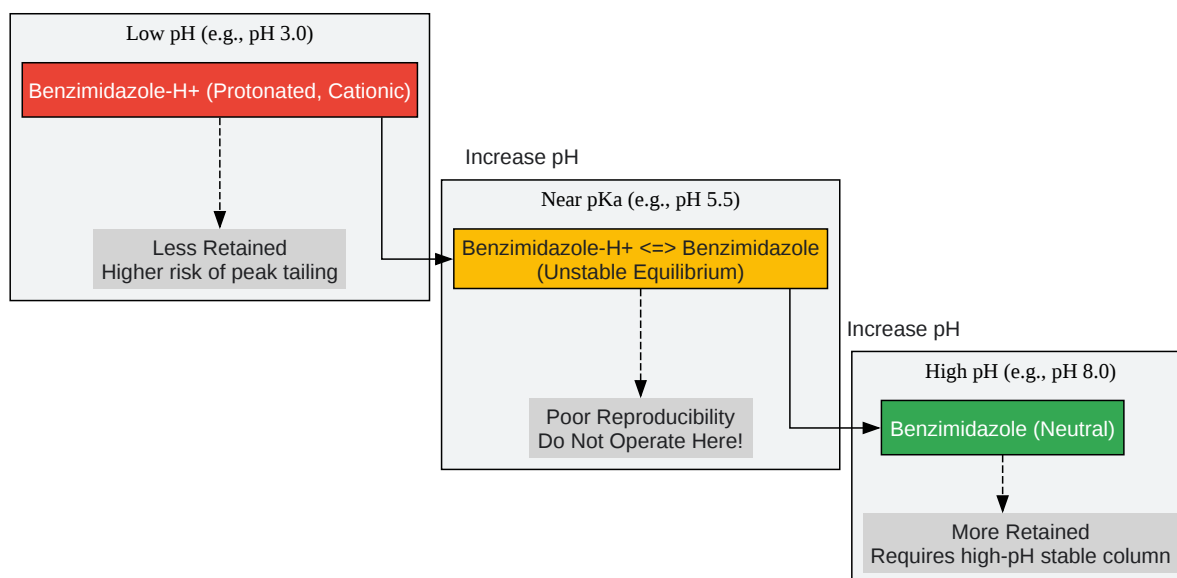 Low pH (e.g., pH 3.0)
Benzimidazole-H+ (Protonated, Cationic)
Less Retained
Higher risk of peak tailing
Increase pH
Near pKa (e.g., pH 5.5)
Benzimidazole-H+ <=> Benzimidazole
(Unstable Equilibrium)
Poor Reproducibility
Do Not Operate Here!
Increase pH
High pH (e.g., pH 8.0)
Benzimidazole (Neutral)
More Retained
Requires high-pH stable column